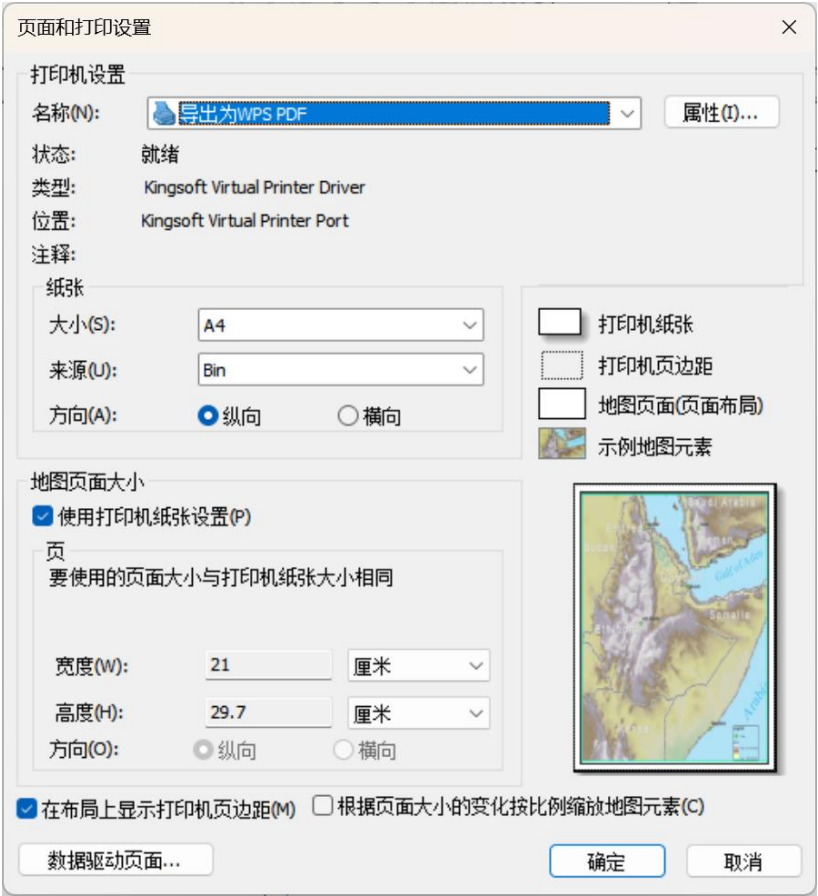 页面和打印设置
打印机设置
名称(N): 导出为WPS PDF 属性(I)...
状态: 就绪
类型: Kingsoft Virtual Printer Driver
位置: Kingsoft Virtual Printer Port
注释:
纸张
大小(S): A4
来源(U): Bin
方向(A): 纵向 横向
打印机纸张
打印机页边距
地图页面(页面布局)
示例地图元素
地图页面大小
使用打印机纸张设置(P)
页
要使用的页面大小与打印机纸张大小相同
宽度(W): 21 厘米
高度(H): 29.7 厘米
方向(O): 纵向 横向
Saudi Arabia
Gulf of Aden
Somalia
在布局上显示打印机页边距(M) 根据页面大小的变化按比例缩放地图元素(C)
数据驱动页面... 确定 取消